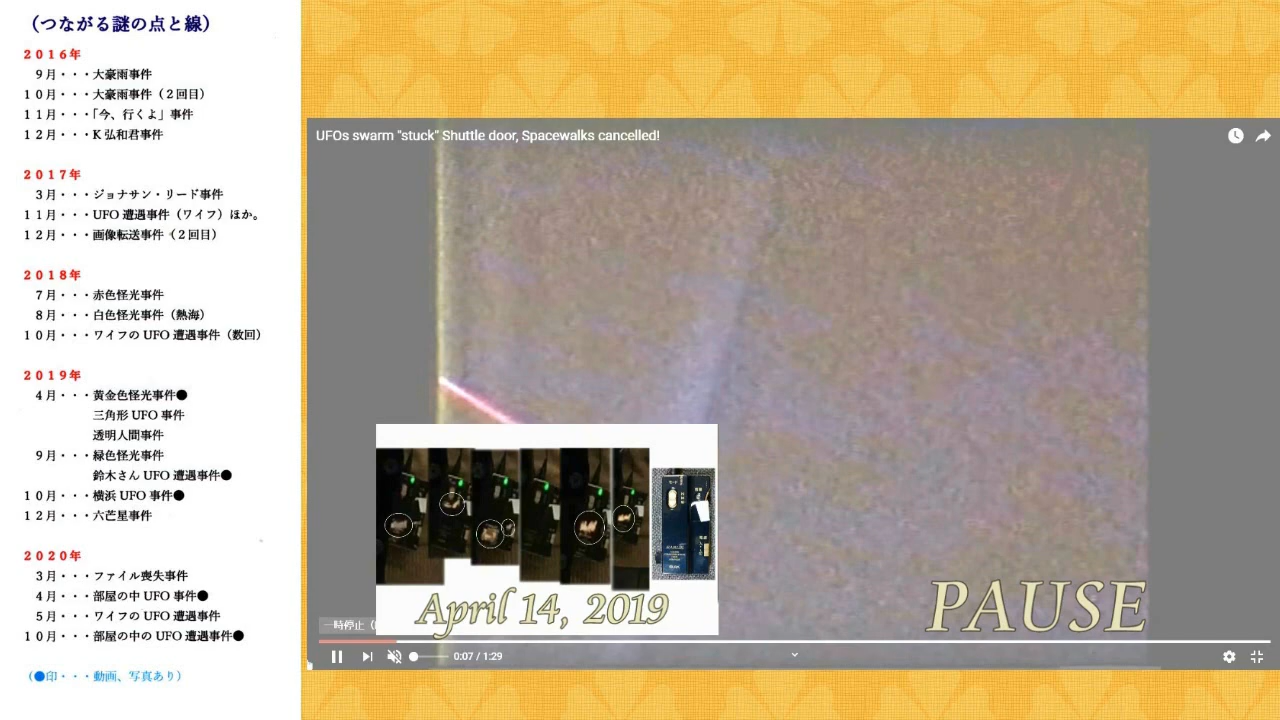 （つながる謎の点と線）
２０１６年
９月・・・大豪雨事件
１０月・・・大豪雨事件（２回目）
１１月・・・「今、行くよ」事件
１２月・・・K 弘和君事件
２０１７年
３月・・・ジョナサン・リード事件
１１月・・・UFO 遭遇事件（ワイフ）ほか。
１２月・・・画像転送事件（２回目）
２０１８年
７月・・・赤色怪光事件
８月・・・白色怪光事件（熱海）
１０月・・・ワイフの UFO 遭遇事件（数回）
２０１９年
４月・・・黄金色怪光事件●
三角形 UFO 事件
透明人間事件
９月・・・緑色怪光事件
鈴木さん UFO 遭遇事件●
１０月・・・横浜 UFO 事件●
１２月・・・六芒星事件
２０２０年
３月・・・ファイル喪失事件
４月・・・部屋の中 UFO 事件●
５月・・・ワイフの UFO 遭遇事件
１０月・・・部屋の中の UFO 遭遇事件●
（●印・・・動画、写真あり）
UFOs swarm "stuck" Shuttle door, Spacewalks cancelled!
April 14, 2019
PAUSE
一時停止（
0:07 / 1:29